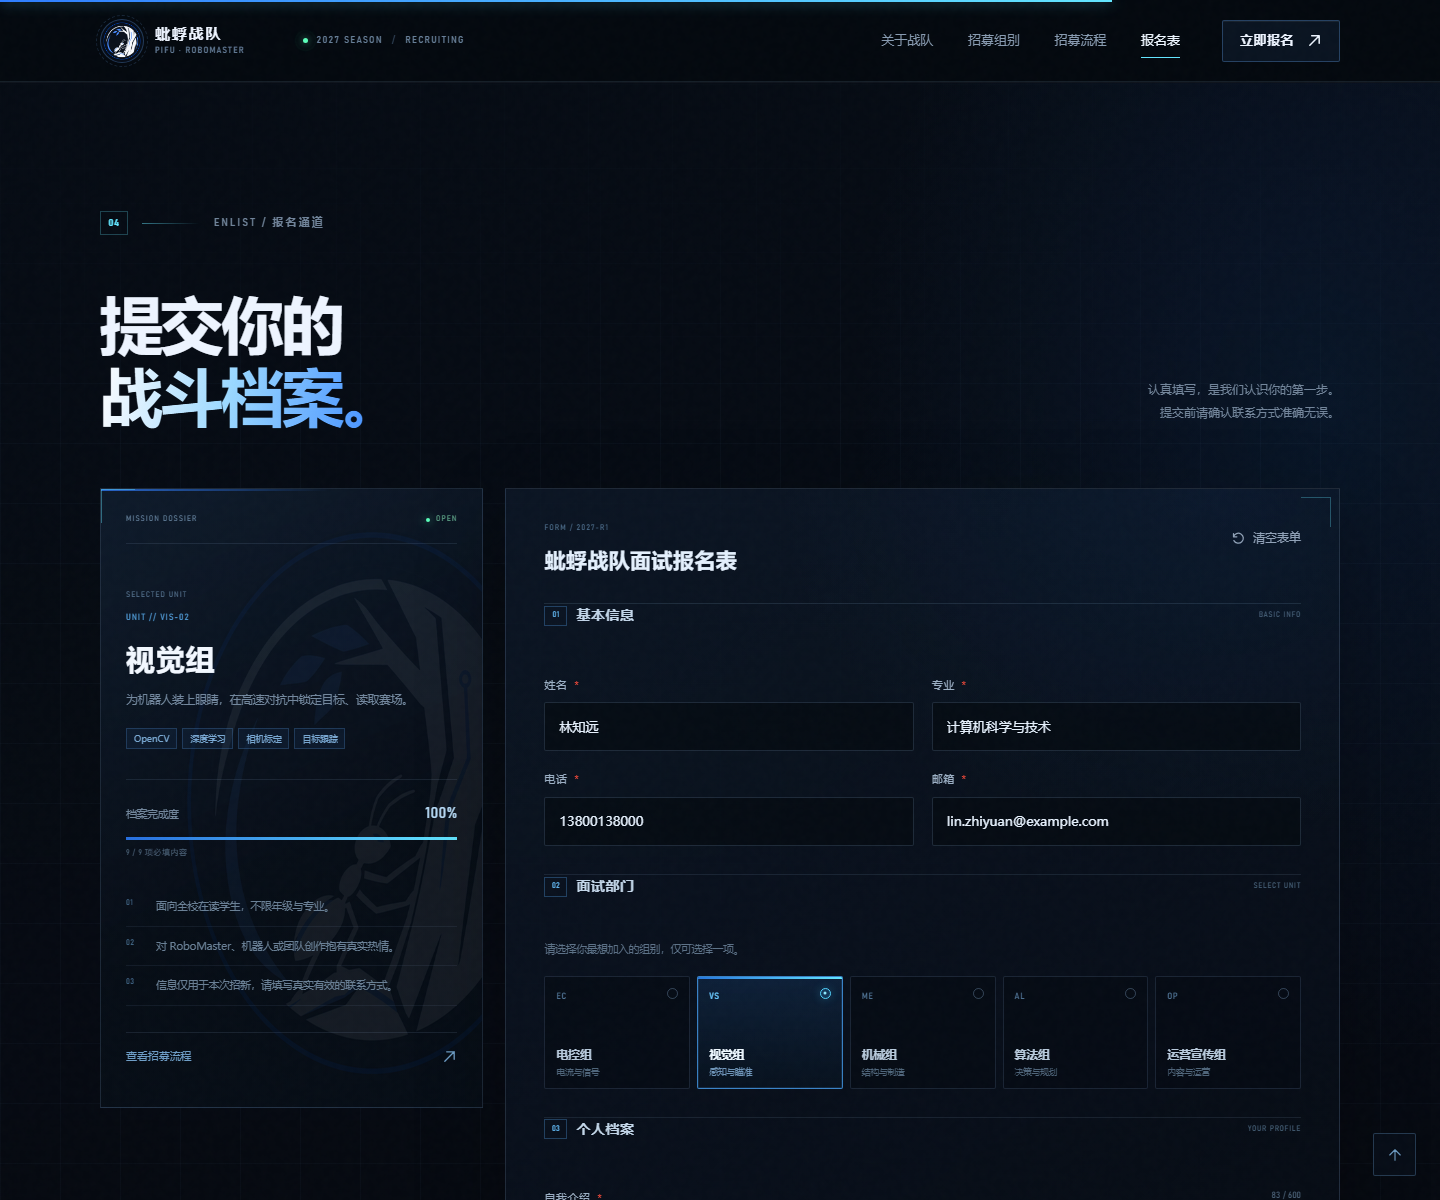 蚍蜉战队
PIFU · ROBOMASTER
2027 SEASON / RECRUITING
关于战队
招募组别
招募流程
报名表
立即报名
04
ENLIST / 报名通道
提交你的
战斗档案。
认真填写，是我们认识你的第一步。
提交前请确认联系方式准确无误。
MISSION DOSSIER
OPEN
SELECTED UNIT
UNIT // VIS-02
视觉组
为机器人装上眼睛，在高速对抗中锁定目标、读取赛场。
OpenCV
深度学习
相机标定
目标跟踪
档案完成度
100%
9 / 9 项必填内容
01 面向全校在读学生，不限年级与专业。
02 对 RoboMaster、机器人或团队创作抱有真实热情。
03 信息仅用于本次招新，请填写真实有效的联系方式。
查看招募流程
FORM / 2027-R1
蚍蜉战队面试报名表
清空表单
01 基本信息
BASIC INFO
姓名 *
林知远
专业 *
计算机科学与技术
电话 *
13800138000
邮箱 *
lin.zhiyuan@example.com
02 面试部门
SELECT UNIT
请选择你最想加入的组别，仅可选择一项。
EC
电控组
电流与信号
VS
视觉组
感知与瞄准
ME
机械组
结构与制造
AL
算法组
决策与规划
OP
运营宣传组
内容与运营
03 个人档案
YOUR PROFILE
自我介绍 *
83 / 600